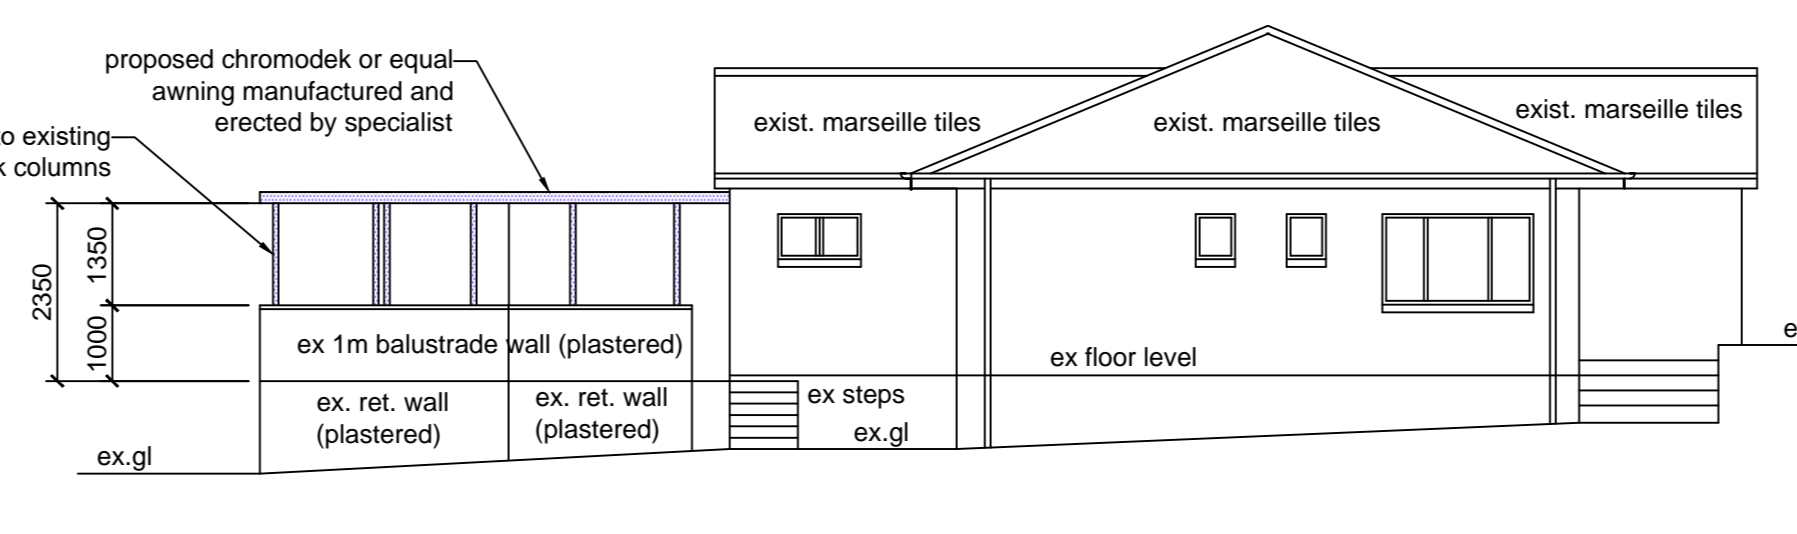 proposed chromodek or equal
awning manufactured and
erected by specialist
to existing
columns
exist. marseille tiles
exist. marseille tiles
exist. marseille tiles
2350
1350
1000
ex 1m balustrade wall (plastered)
ex. ret. wall
(plastered)
ex. ret. wall
(plastered)
ex steps
ex.gl
ex floor level
ex.gl